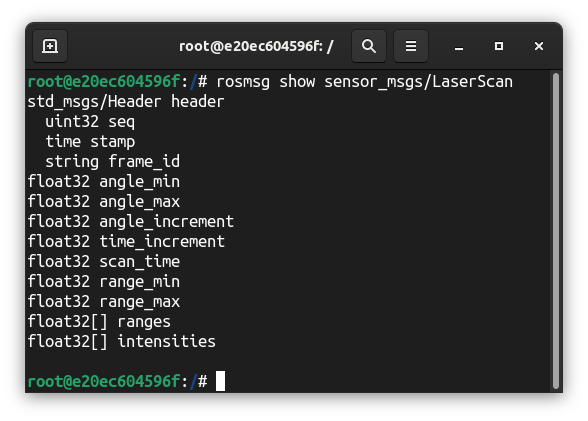 root@e20ec604596f: /
root@e20ec604596f:/# rosmsg show sensor_msgs/LaserScan
std_msgs/Header header
  uint32 seq
  time stamp
  string frame_id
float32 angle_min
float32 angle_max
float32 angle_increment
float32 time_increment
float32 scan_time
float32 range_min
float32 range_max
float32[] ranges
float32[] intensities

root@e20ec604596f:/#